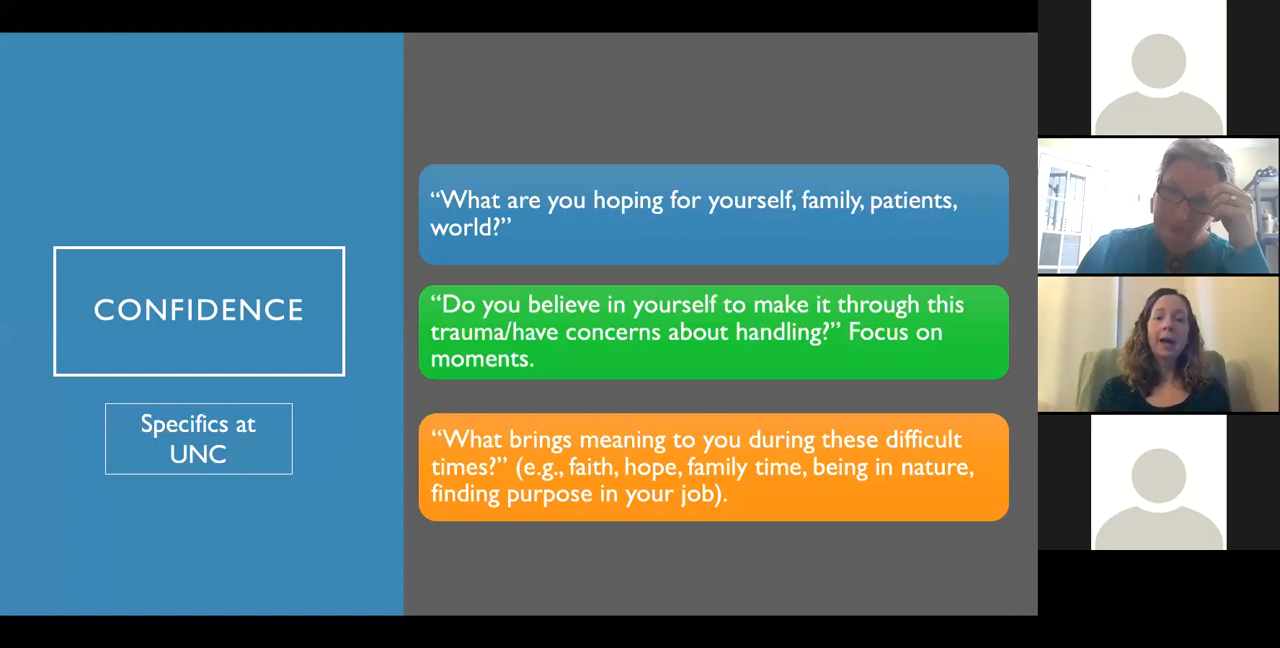 CONFIDENCE
Specifics at
UNC
“What are you hoping for yourself, family, patients,
world?”
“Do you believe in yourself to make it through this
trauma/have concerns about handling?” Focus on
moments.
“What brings meaning to you during these difficult
times?” (e.g., faith, hope, family time, being in nature,
finding purpose in your job).